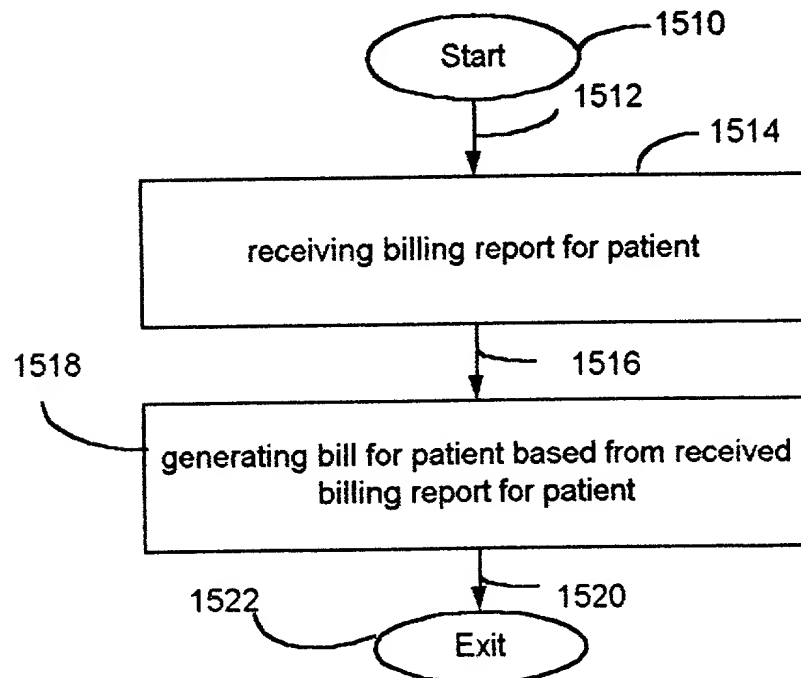 Start
1510
1512
1514
receiving billing report for patient
1516
1518
generating bill for patient based from received
billing report for patient
1520
1522
Exit